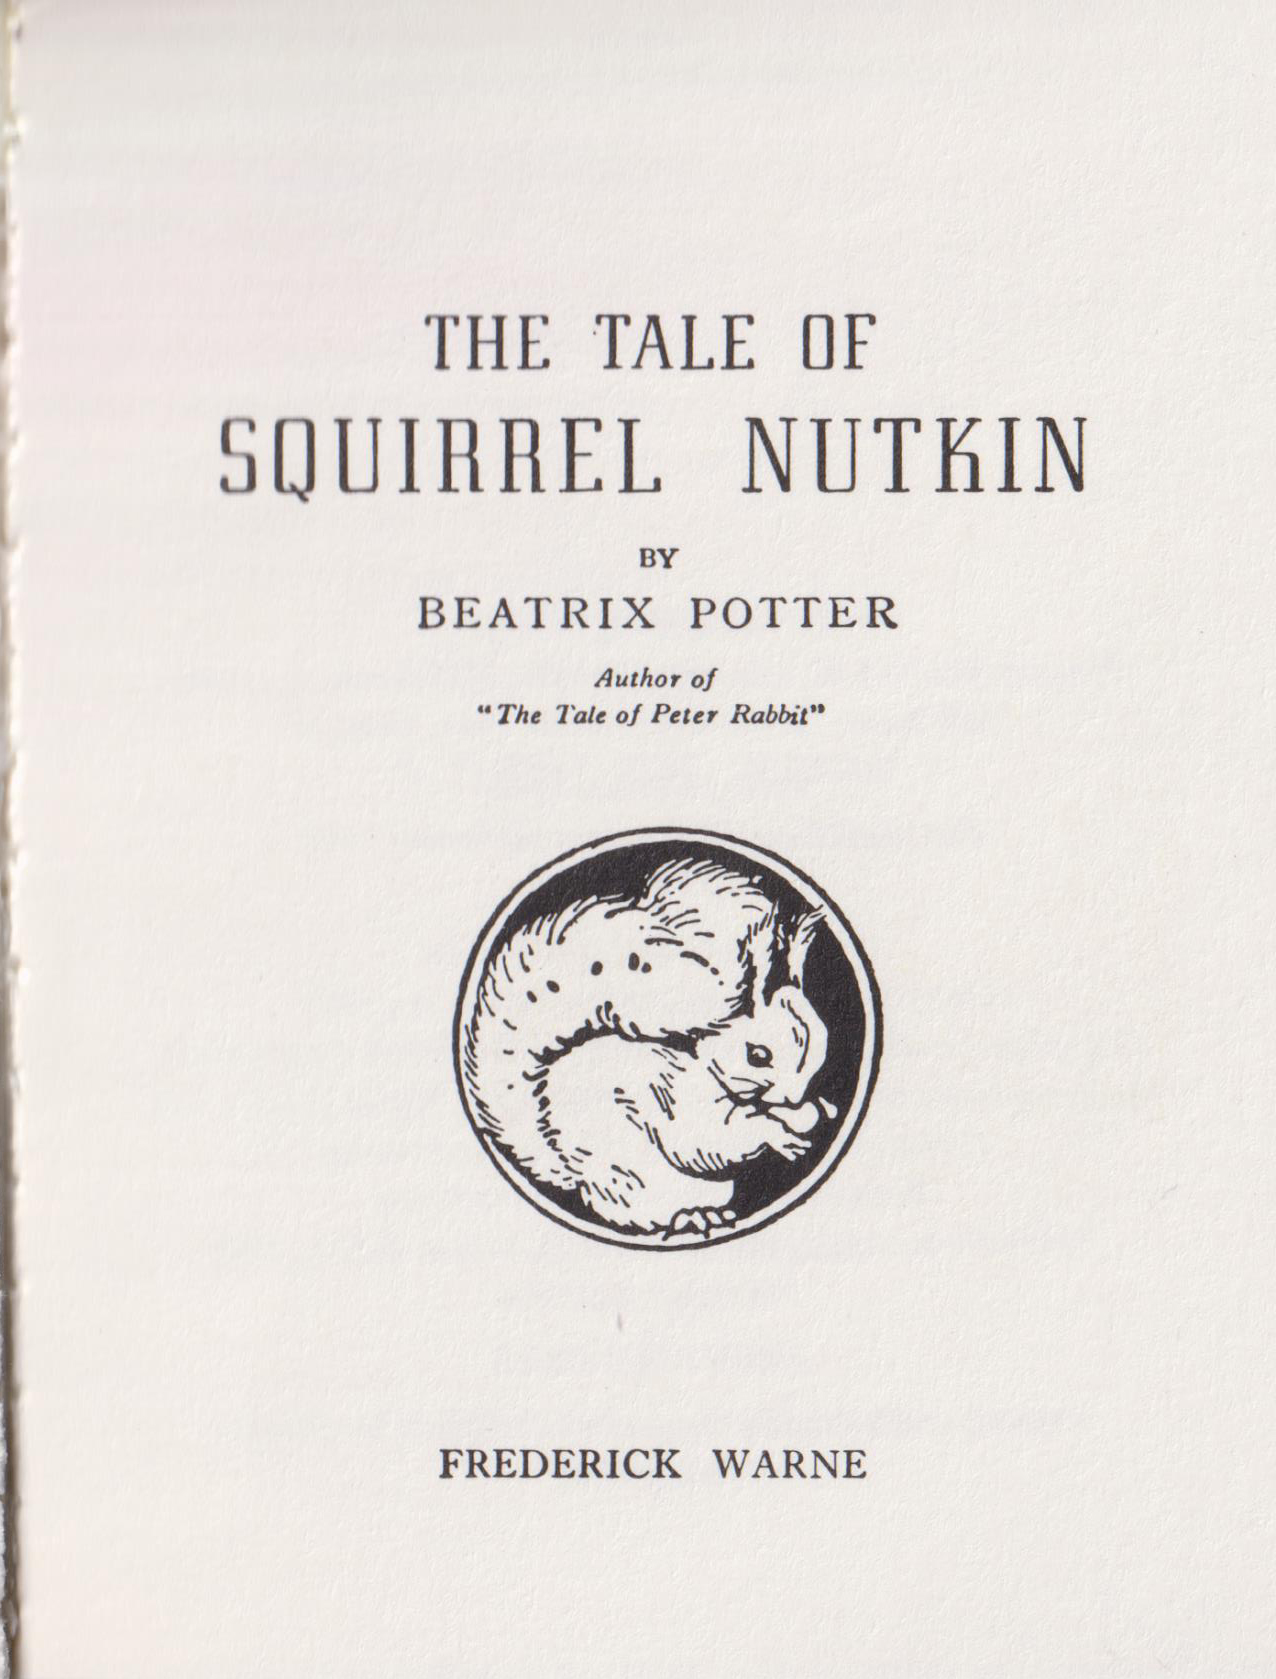 THE TALE OF
SQUIRREL NUTKIN
BY
BEATRIX POTTER
Author of
“The Tale of Peter Rabbit”
FREDERICK WARNE